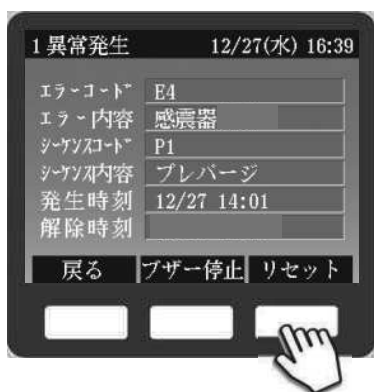 1 異常発生 12/27(水) 16:39
エラーコード E4
エラー内容 感震器
シーケンスコード P1
シーケンス内容 プレパージ
発生時刻 12/27 14:01
解除時刻
戻る ブザー停止 リセット